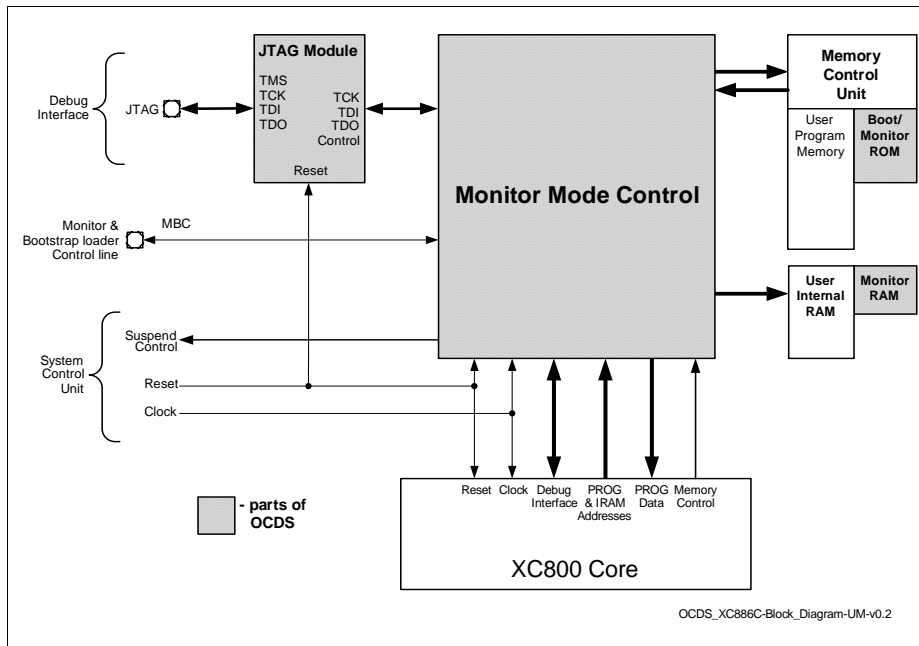 JTAG Module
TMS
TCK
TDI
TDO
TCK
TDI
TDO
Control
Reset
Debug
Interface
JTAG
Monitor Mode Control
Memory
Control
Unit
User
Program
Memory
Boot/
Monitor
ROM
Monitor &
Bootstrap loader
Control line
MBC
User
Internal
RAM
Monitor
RAM
System
Control
Unit
Suspend
Control
Reset
Clock
Reset
Clock
Debug
Interface
PROG
& IRAM
Addresses
PROG
Data
Memory
Control
XC800 Core
- parts of
OCDS
OCDS_XC886C-Block_Diagram-UM-v0.2